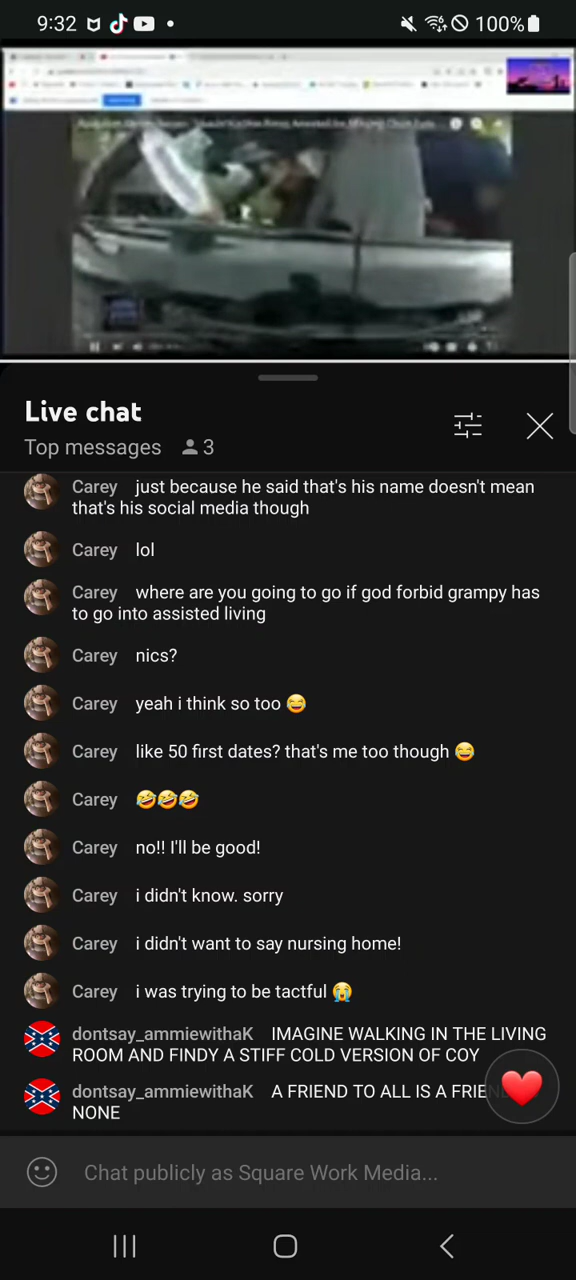 9:32
100%
Live chat
Top messages 3
Carey just because he said that's his name doesn't mean
that's his social media though
Carey lol
Carey where are you going to go if god forbid grampy has
to go into assisted living
Carey nics?
Carey yeah i think so too 😂
Carey like 50 first dates? that's me too though 😂
Carey 🤣🤣🤣
Carey no!! I'll be good!
Carey i didn't know. sorry
Carey i didn't want to say nursing home!
Carey i was trying to be tactful 😭
dontsay_ammiewithaK IMAGINE WALKING IN THE LIVING
ROOM AND FINDY A STIFF COLD VERSION OF COY
dontsay_ammiewithaK A FRIEND TO ALL IS A
NONE
Chat publicly as Square Work Media...